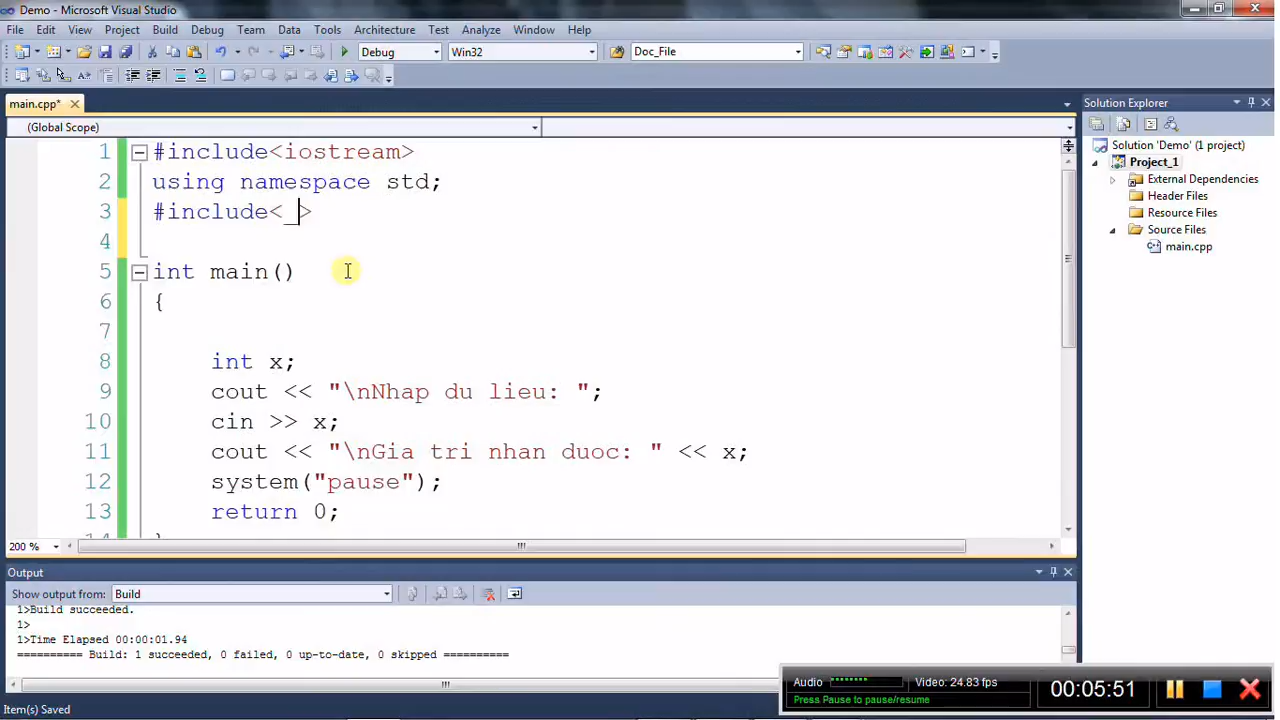 Demo - Microsoft Visual Studio
File Edit View Project Build Debug Team Data Tools Architecture Test Analyze Window Help
Debug Win32 Doc_File
main.cpp*
(Global Scope)
1 #include<iostream>
2 using namespace std;
3 #include<_>
4
5 int main()
6 {
7
8 int x;
9 cout << "\nNhap du lieu: ";
10 cin >> x;
11 cout << "\nGia tri nhan duoc: " << x;
12 system("pause");
13 return 0;
14 }
200 %
Solution Explorer
Solution 'Demo' (1 project)
Project_1
External Dependencies
Header Files
Resource Files
Source Files
main.cpp
Output
Show output from: Build
1>Build succeeded.
1>
1>Time Elapsed 00:00:01.94
========== Build: 1 succeeded, 0 failed, 0 up-to-date, 0 skipped ==========
Item(s) Saved
Audio Video: 24.83 fps
Press Pause to pause/resume
00:05:51